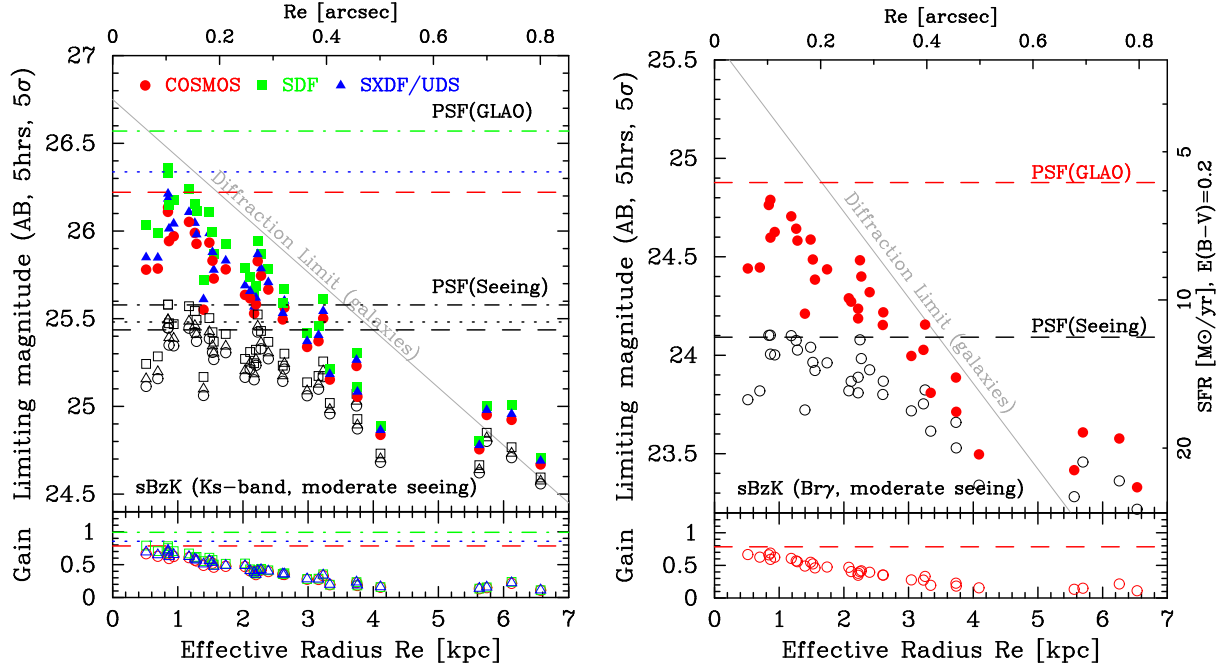 Re [arcsec]
0 0.2 0.4 0.6 0.8
27
26.5
26
25.5
25
24.5
Limiting magnitude (AB, 5hrs, 5σ)
COSMOS SDF SXDF/UDS
PSF(GLAO)
Diffraction Limit (galaxies)
PSF(Seeing)
sBzK (Ks-band, moderate seeing)
Gain
1
0.5
0
0 1 2 3 4 5 6 7
Effective Radius Re [kpc]
Re [arcsec]
0 0.2 0.4 0.6 0.8
25.5
25
24.5
24
23.5
Limiting magnitude (AB, 5hrs, 5σ)
PSF(GLAO)
Diffraction Limit (galaxies)
PSF(Seeing)
sBzK (Brγ, moderate seeing)
5
10
20
SFR [M⊙/yr], E(B−V)=0.2
Gain
1
0.5
0
0 1 2 3 4 5 6 7
Effective Radius Re [kpc]